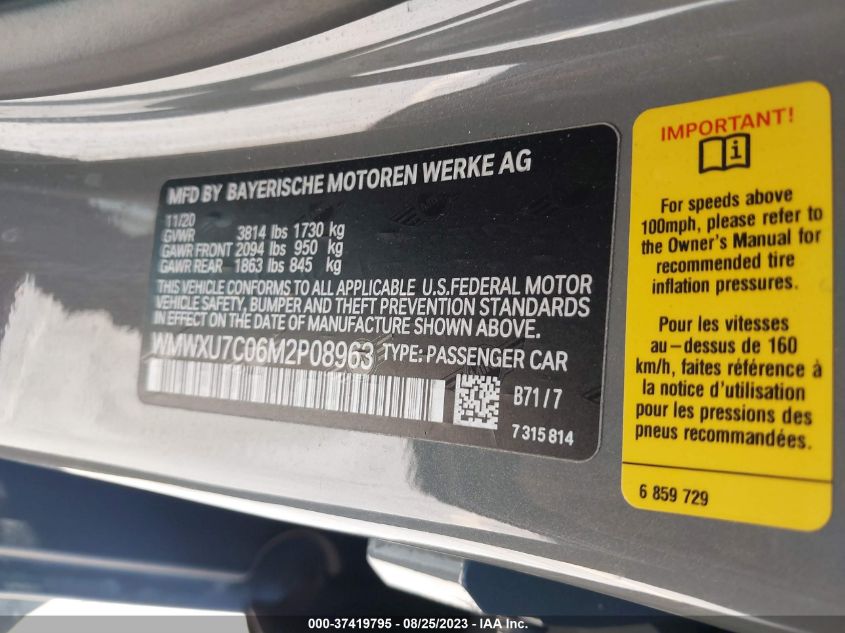 MFD BY BAYERISCHE MOTOREN WERKE AG
11/20
GVWR 3814 lbs 1730 kg
GAWR FRONT 2094 lbs 950 kg
GAWR REAR 1863 lbs 845 kg
THIS VEHICLE CONFORMS TO ALL APPLICABLE U.S.FEDERAL MOTOR
VEHICLE SAFETY, BUMPER AND THEFT PREVENTION STANDARDS
IN EFFECT ON THE DATE OF MANUFACTURE SHOWN ABOVE.
WMWXU7C06M2P08963 TYPE: PASSENGER CAR
B71/7
7315814
IMPORTANT!
i
For speeds above
100mph, please refer to
the Owner's Manual for
recommended tire
inflation pressures.
Pour les vitesses
au-dessus de 160
km/h, faites référence à
la notice d'utilisation
pour les pressions des
pneus recommandées.
6 859 729
000-37419795 - 08/25/2023 - © IAA Inc.